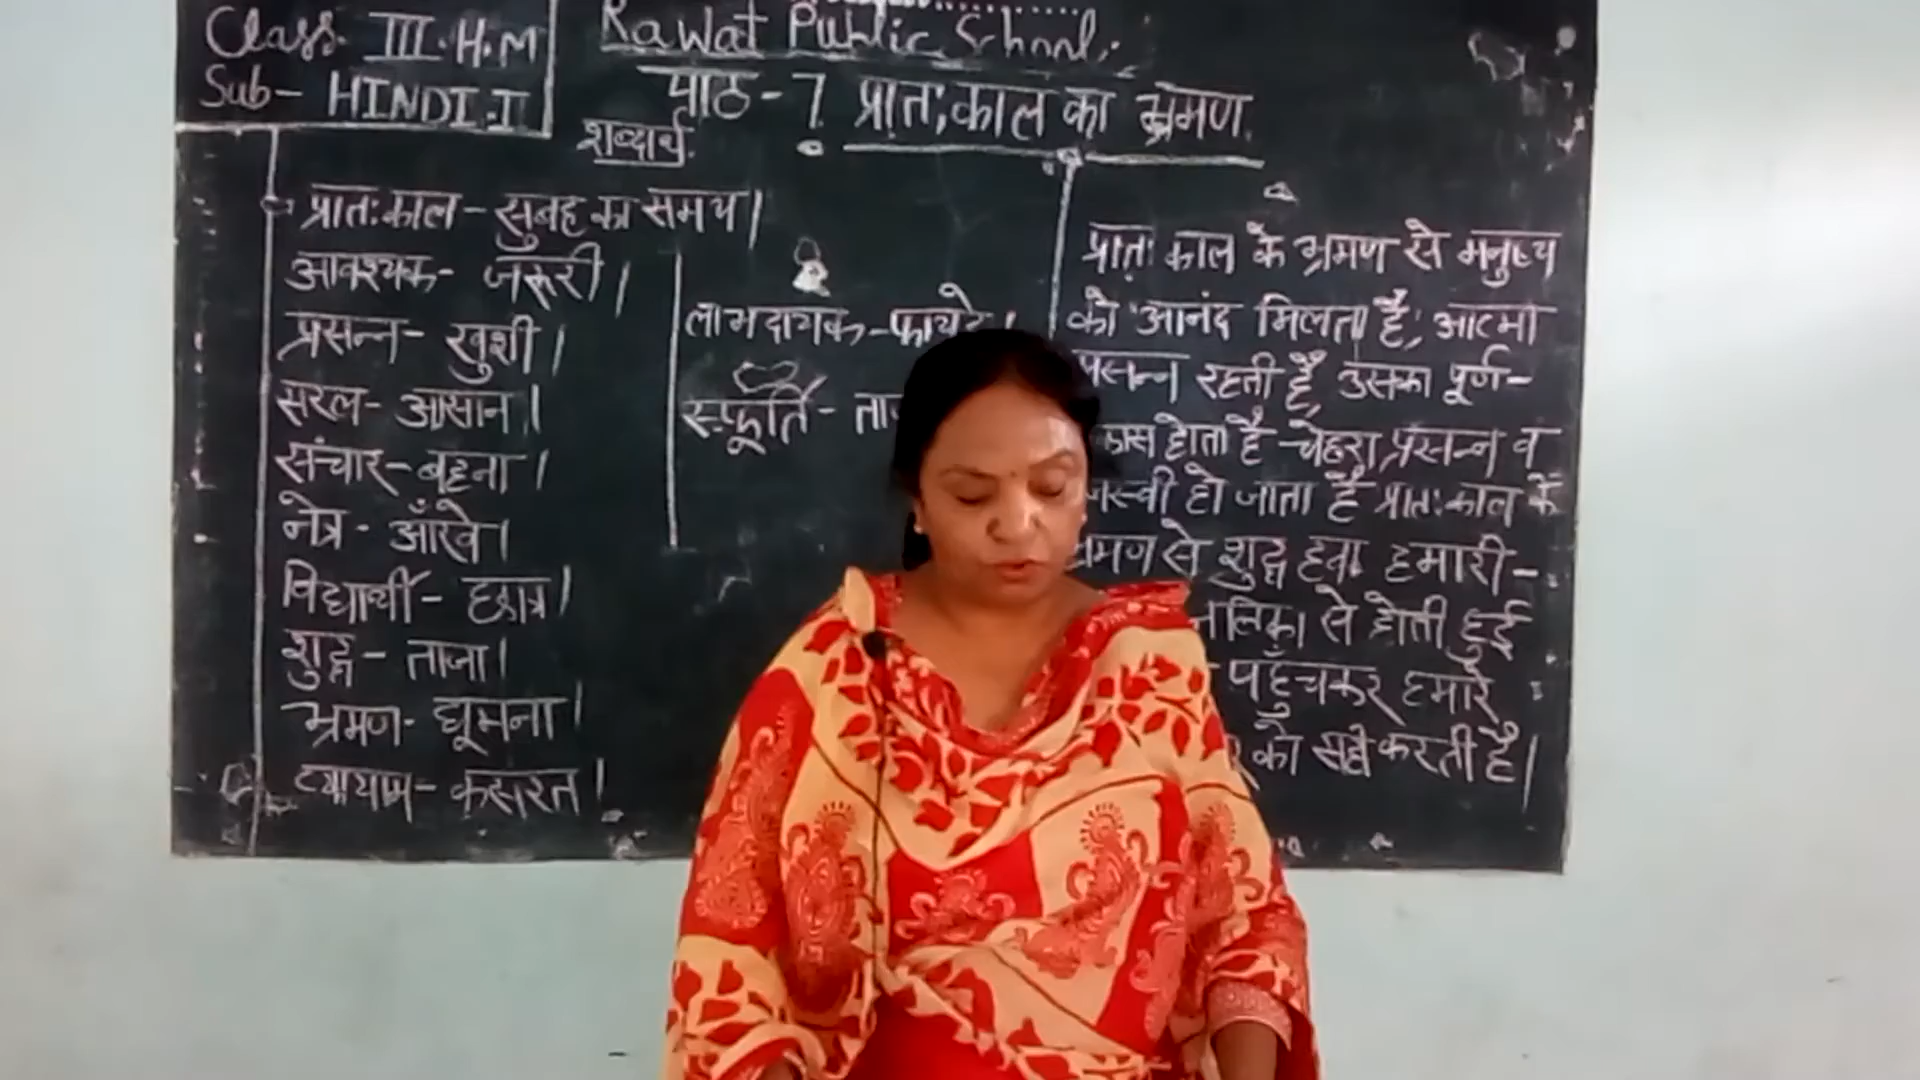 Class. III. H.M
Sub- HINDI.I
Rawat Public School.
पाठ-7 प्रातःकाल का भ्रमण
शब्दार्थ
प्रातःकाल-सुबह का समय।
आवश्यक- जरूरी।
प्रसन्न- खुशी।
सरल- आसान।
संचार- बहना।
नेत्र- आँखे।
विद्यार्थी- छात्र।
शुद्ध- ताजा।
भ्रमण- घूमना।
व्यायाम- कसरत।
लाभदायक-फायदे।
स्फूर्ति-
प्रातः काल के भ्रमण से मनुष्य
को आनंद मिलता है, आत्मा
रहती है, उसका पूर्ण-
होता है चेहरा प्रसन्न व
हो जाता है प्रातःकाल के
से शुद्ध हवा हमारी-
से होती हुई
पहुँचकर हमारे
को सही करती है।